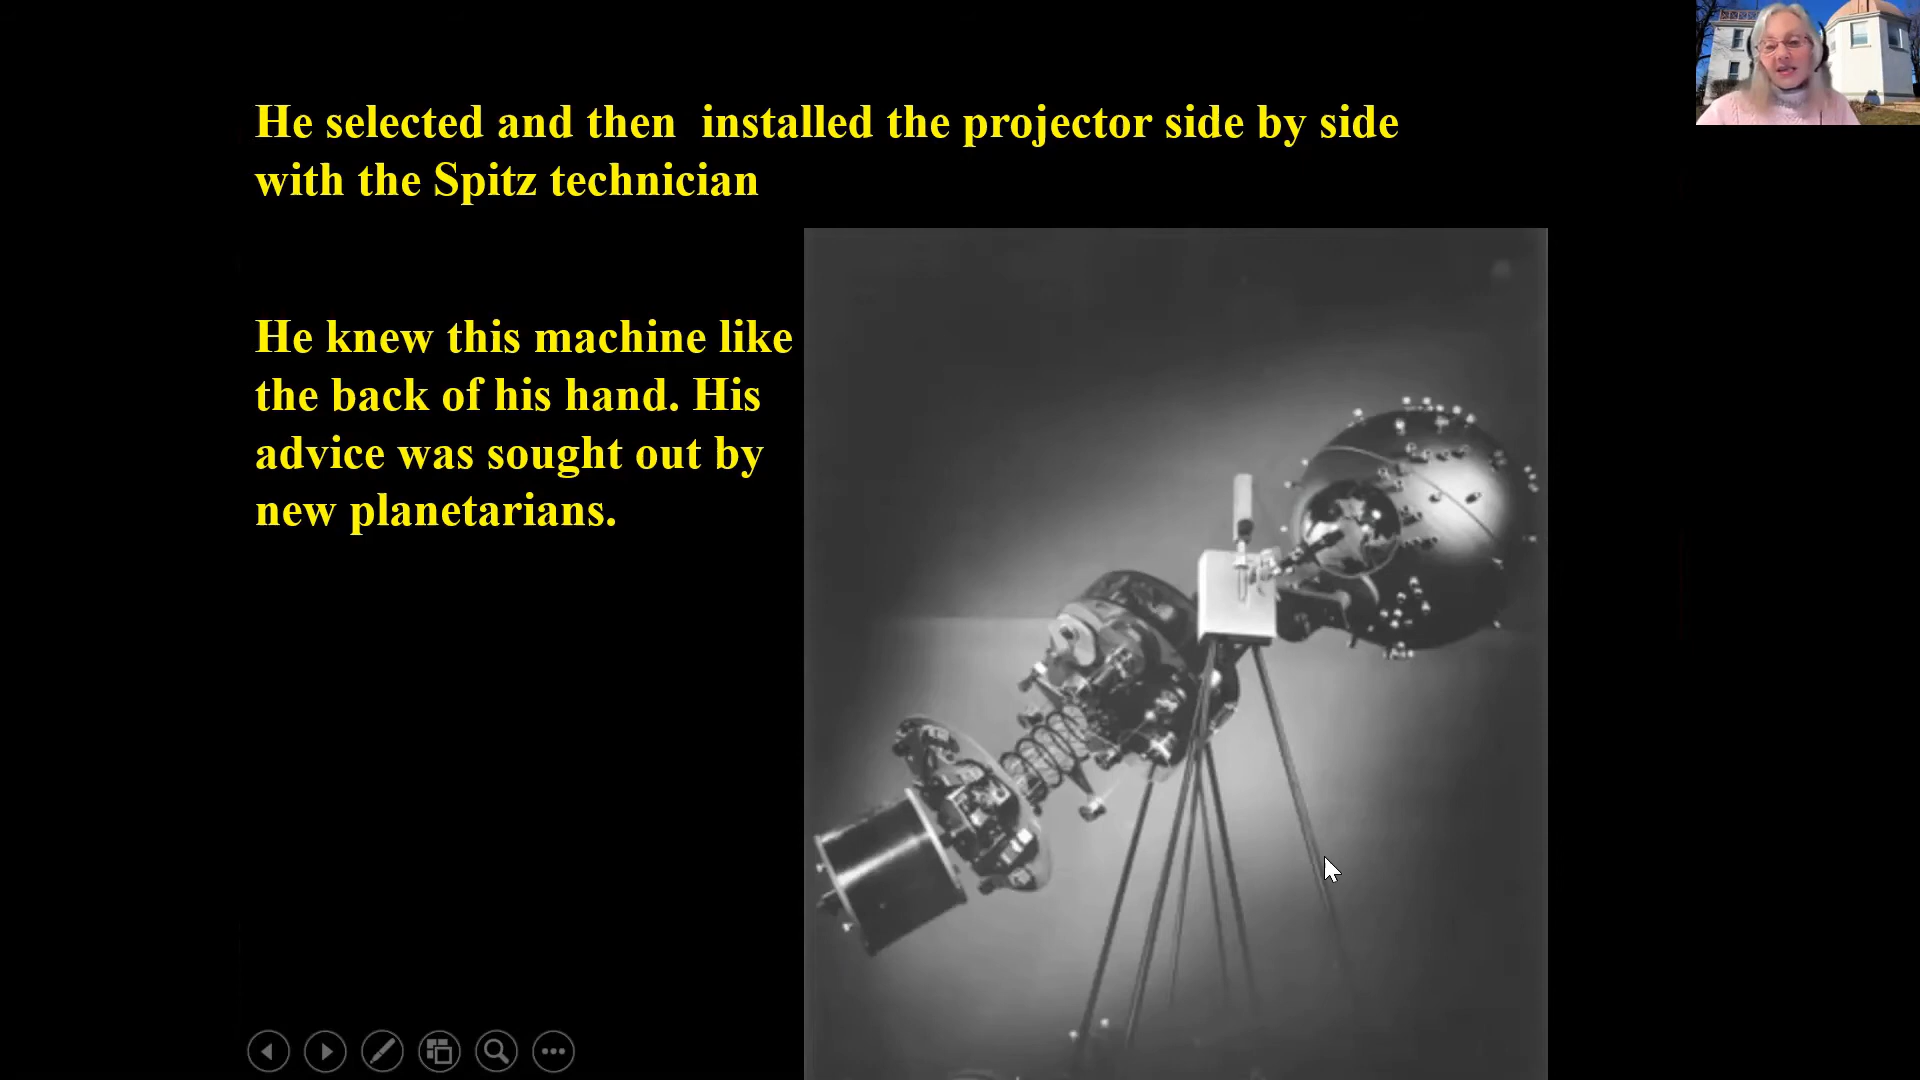 He selected and then  installed the projector side by side
with the Spitz technician
He knew this machine like
the back of his hand. His
advice was sought out by
new planetarians.